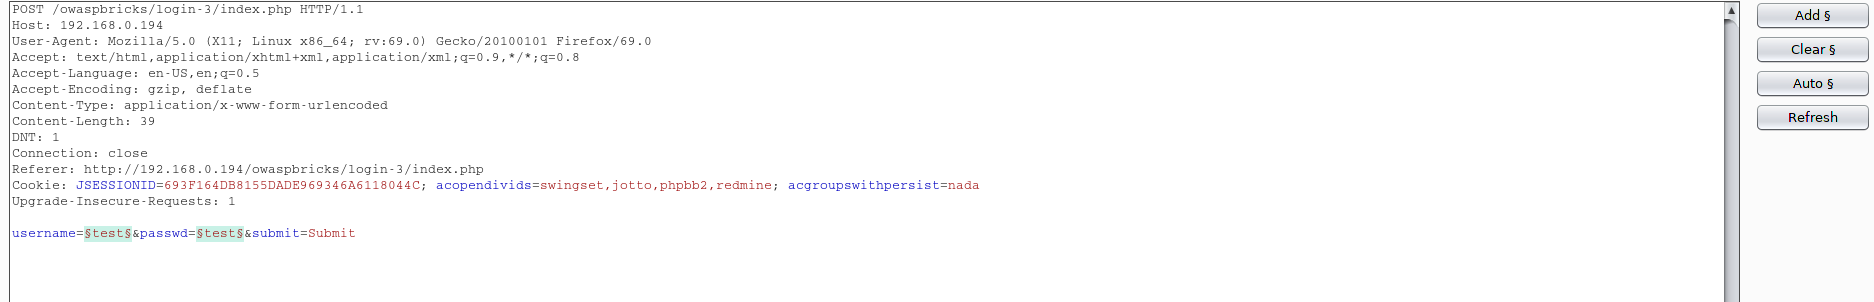 POST /owaspbricks/login-3/index.php HTTP/1.1
Host: 192.168.0.194
User-Agent: Mozilla/5.0 (X11; Linux x86_64; rv:69.0) Gecko/20100101 Firefox/69.0
Accept: text/html,application/xhtml+xml,application/xml;q=0.9,*/*;q=0.8
Accept-Language: en-US,en;q=0.5
Accept-Encoding: gzip, deflate
Content-Type: application/x-www-form-urlencoded
Content-Length: 39
DNT: 1
Connection: close
Referer: http://192.168.0.194/owaspbricks/login-3/index.php
Cookie: JSESSIONID=693F164DB8155DADE969346A6118044C; acopendivids=swingset,jotto,phpbb2,redmine; acgroupswithpersist=nada
Upgrade-Insecure-Requests: 1
username=§test§&passwd=§test§&submit=Submit
Add §
Clear §
Auto §
Refresh